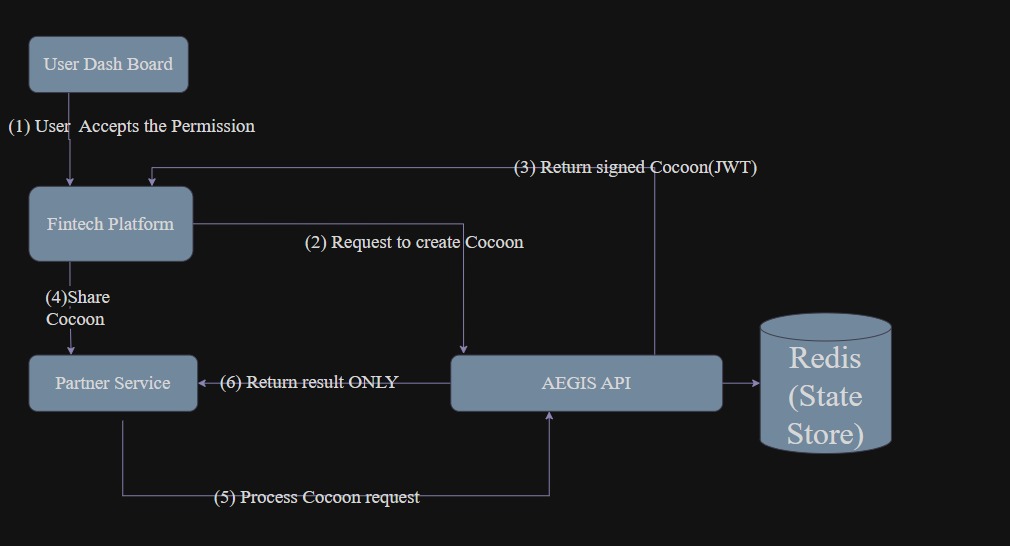 User Dash Board
(1) User Accepts the Permission
(3) Return signed Cocoon(JWT)
Fintech Platform
(2) Request to create Cocoon
(4)Share
Cocoon
Redis
(State
Store)
Partner Service
(6) Return result ONLY
AEGIS API
(5) Process Cocoon request